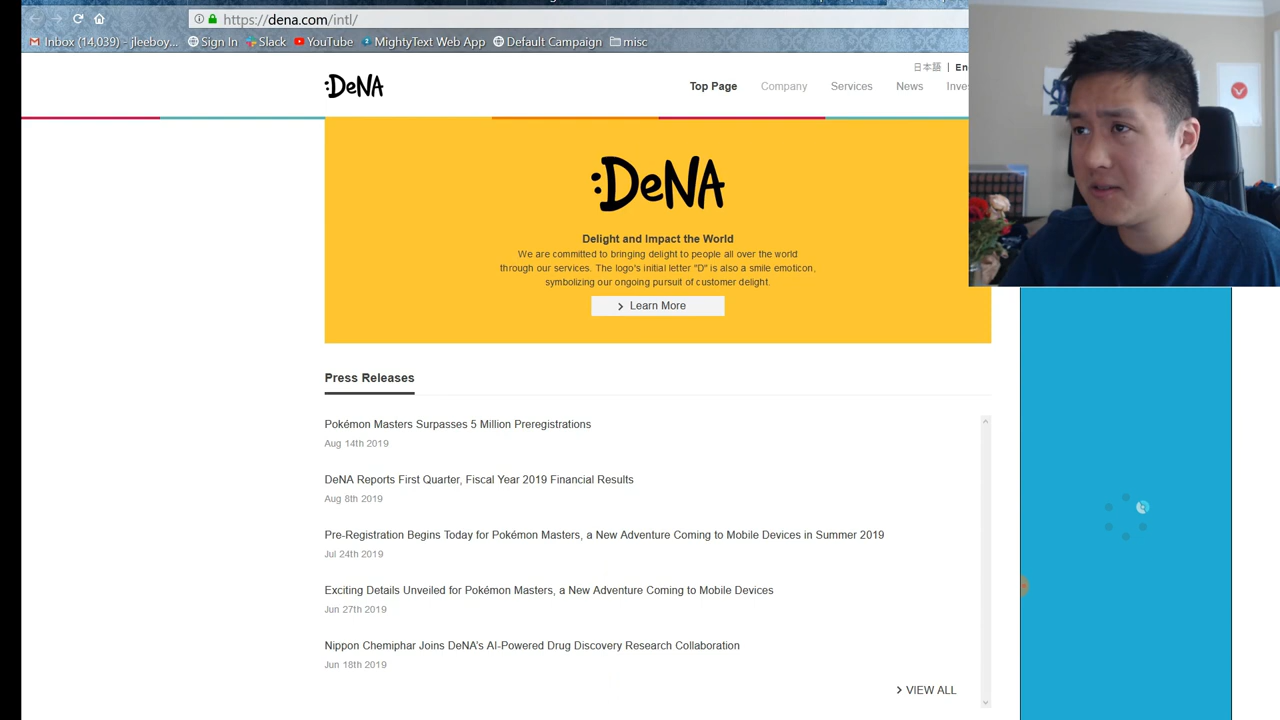 https://dena.com/intl/
Inbox (14,039) - jleeboy... Sign In Slack YouTube MightyText Web App Default Campaign misc
日本語 | En
:DeNA Top Page Company Services News Inves
:DeNA
Delight and Impact the World
We are committed to bringing delight to people all over the world
through our services. The logo's initial letter "D" is also a smile emoticon,
symbolizing our ongoing pursuit of customer delight.
Learn More
Press Releases
Pokémon Masters Surpasses 5 Million Preregistrations
Aug 14th 2019
DeNA Reports First Quarter, Fiscal Year 2019 Financial Results
Aug 8th 2019
Pre-Registration Begins Today for Pokémon Masters, a New Adventure Coming to Mobile Devices in Summer 2019
Jul 24th 2019
Exciting Details Unveiled for Pokémon Masters, a New Adventure Coming to Mobile Devices
Jun 27th 2019
Nippon Chemiphar Joins DeNA's AI-Powered Drug Discovery Research Collaboration
Jun 18th 2019
VIEW ALL